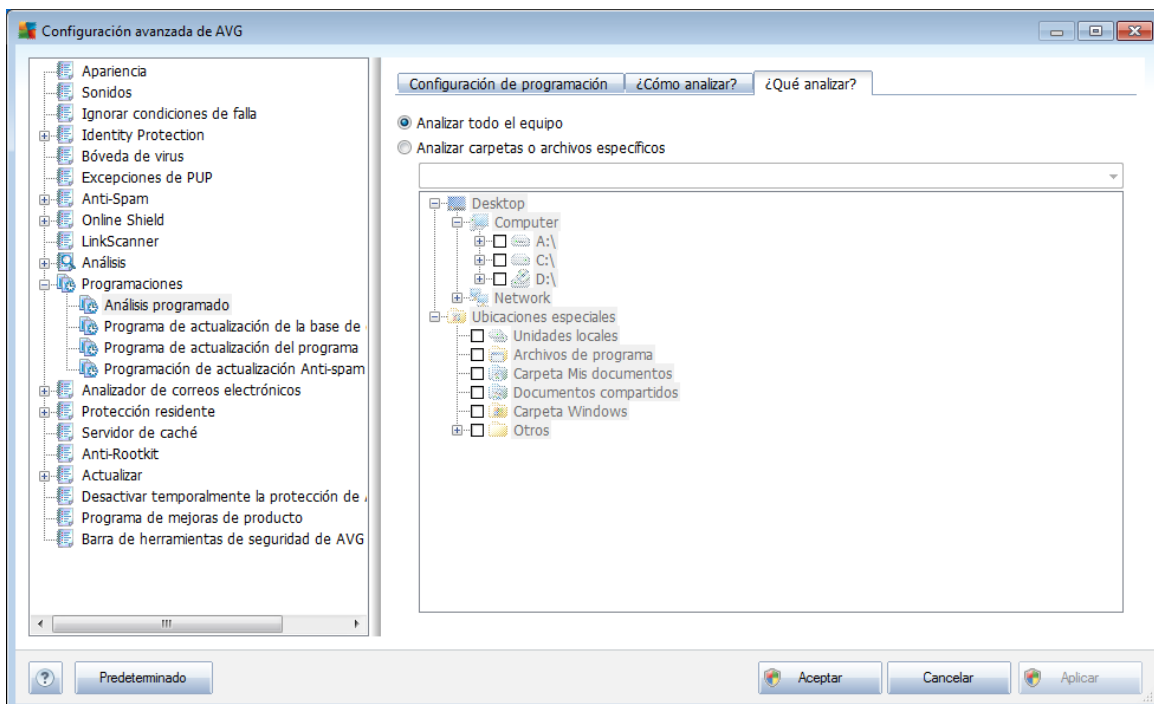 Configuración avanzada de AVG
Apariencia
Sonidos
Ignorar condiciones de falla
Identity Protection
Bóveda de virus
Excepciones de PUP
Anti-Spam
Online Shield
LinkScanner
Análisis
Programaciones
Análisis programado
Programa de actualización de la base de
Programa de actualización del programa
Programación de actualización Anti-spam
Analizador de correos electrónicos
Protección residente
Servidor de caché
Anti-Rootkit
Actualizar
Desactivar temporalmente la protección de
Programa de mejoras de producto
Barra de herramientas de seguridad de AVG
Configuración de programación ¿Cómo analizar? ¿Qué analizar?
Analizar todo el equipo
Analizar carpetas o archivos específicos
Desktop
Computer
A:\
C:\
D:\
Network
Ubicaciones especiales
Unidades locales
Archivos de programa
Carpeta Mis documentos
Documentos compartidos
Carpeta Windows
Otros
? Predeterminado Aceptar Cancelar Aplicar